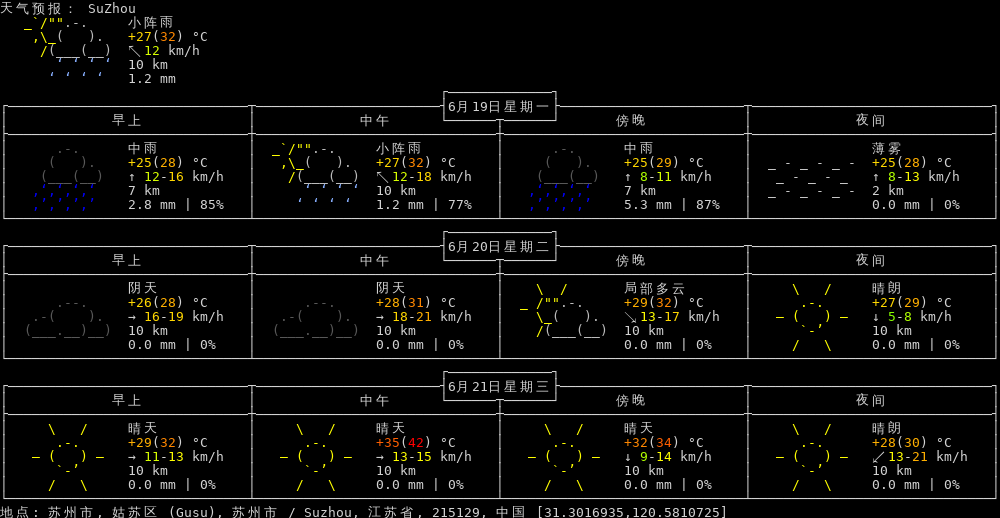 天气预报: SuZhou
小阵雨
+27(32) °C
↖ 12 km/h
10 km
1.2 mm
6月19日星期一
早上 中午 傍晚 夜间
中雨 小阵雨 中雨 薄雾
+25(28) °C +27(32) °C +25(29) °C +25(28) °C
↑ 12-16 km/h ↖ 12-18 km/h ↑ 8-11 km/h ↑ 8-13 km/h
7 km 10 km 7 km 2 km
2.8 mm | 85% 1.2 mm | 77% 5.3 mm | 87% 0.0 mm | 0%
6月20日星期二
早上 中午 傍晚 夜间
阴天 阴天 局部多云 晴朗
+26(28) °C +28(31) °C +29(32) °C +27(29) °C
→ 16-19 km/h → 18-21 km/h ↘ 13-17 km/h ↓ 5-8 km/h
10 km 10 km 10 km 10 km
0.0 mm | 0% 0.0 mm | 0% 0.0 mm | 0% 0.0 mm | 0%
6月21日星期三
早上 中午 傍晚 夜间
晴天 晴天 晴天 晴朗
+29(32) °C +35(42) °C +32(34) °C +28(30) °C
→ 11-13 km/h → 13-15 km/h ↓ 9-14 km/h ↙ 13-21 km/h
10 km 10 km 10 km 10 km
0.0 mm | 0% 0.0 mm | 0% 0.0 mm | 0% 0.0 mm | 0%
地点: 苏州市, 姑苏区 (Gusu), 苏州市 / Suzhou, 江苏省, 215129, 中国 [31.3016935,120.5810725]